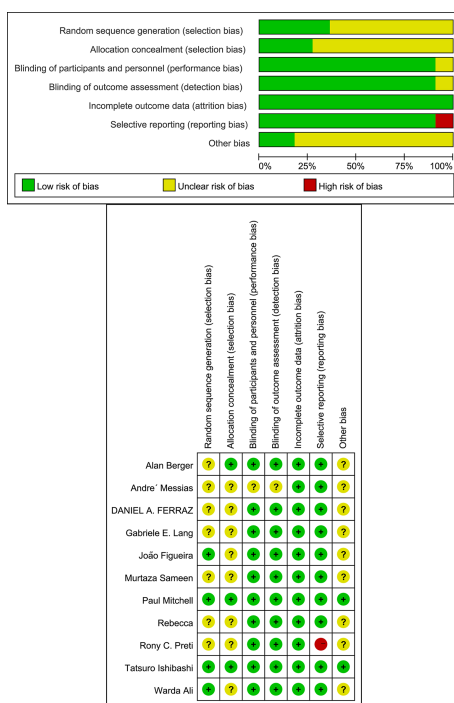 Random sequence generation (selection bias)
Allocation concealment (selection bias)
Blinding of participants and personnel (performance bias)
Blinding of outcome assessment (detection bias)
Incomplete outcome data (attrition bias)
Selective reporting (reporting bias)
Other bias
0% 25% 50% 75% 100%
Low risk of bias Unclear risk of bias High risk of bias
Random sequence generation (selection bias)
Allocation concealment (selection bias)
Blinding of participants and personnel (performance bias)
Blinding of outcome assessment (detection bias)
Incomplete outcome data (attrition bias)
Selective reporting (reporting bias)
Other bias
Alan Berger ? + + + + + ?
Andre´ Messias ? ? ? ? + + ?
DANIEL A. FERRAZ ? ? + + + + ?
Gabriele E. Lang ? ? + + + + ?
João Figueira + ? + + + + ?
Murtaza Sameen ? ? + + + + ?
Paul Mitchell + + + + + + +
Rebecca ? ? + + + + ?
Rony C. Preti ? ? + + + ?
Tatsuro Ishibashi + + + + + + +
Warda Ali + ? + + + + ?